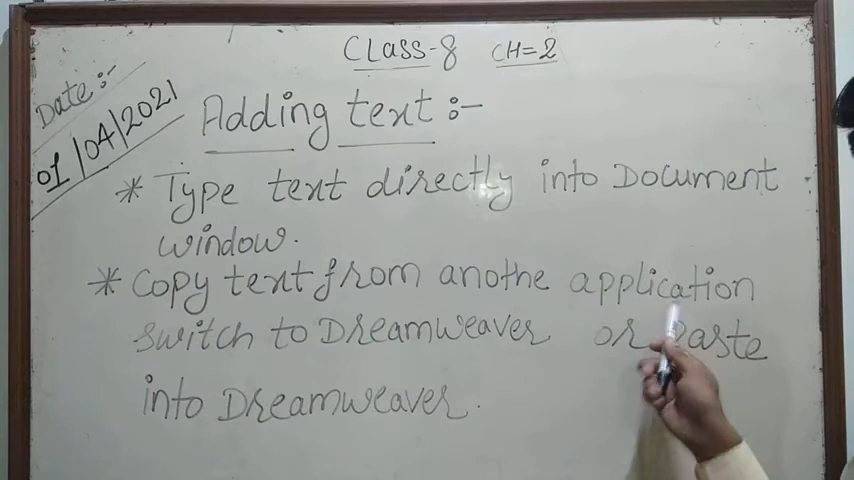 CLASS-8 CH=2
Date:-
01/04/2021
Adding text:-
* Type text directly into Document
window.
* Copy text from anothe application
switch to Dreamweaver or paste
into Dreamweaver.